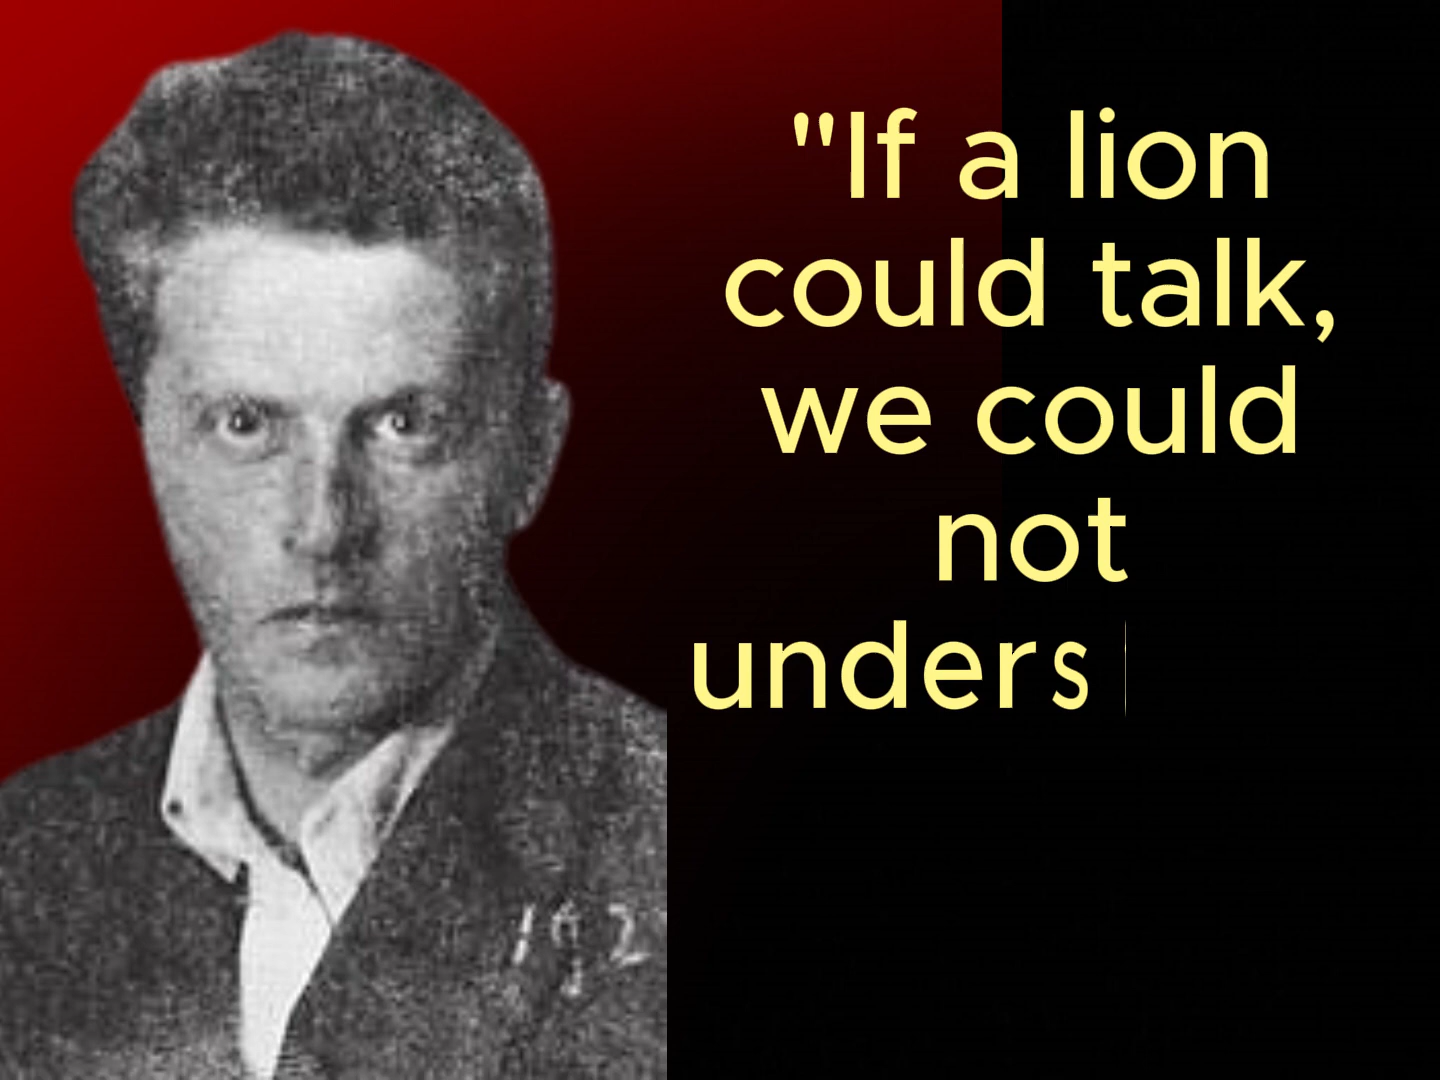 "If a lion
could talk,
we could
not
unders
192